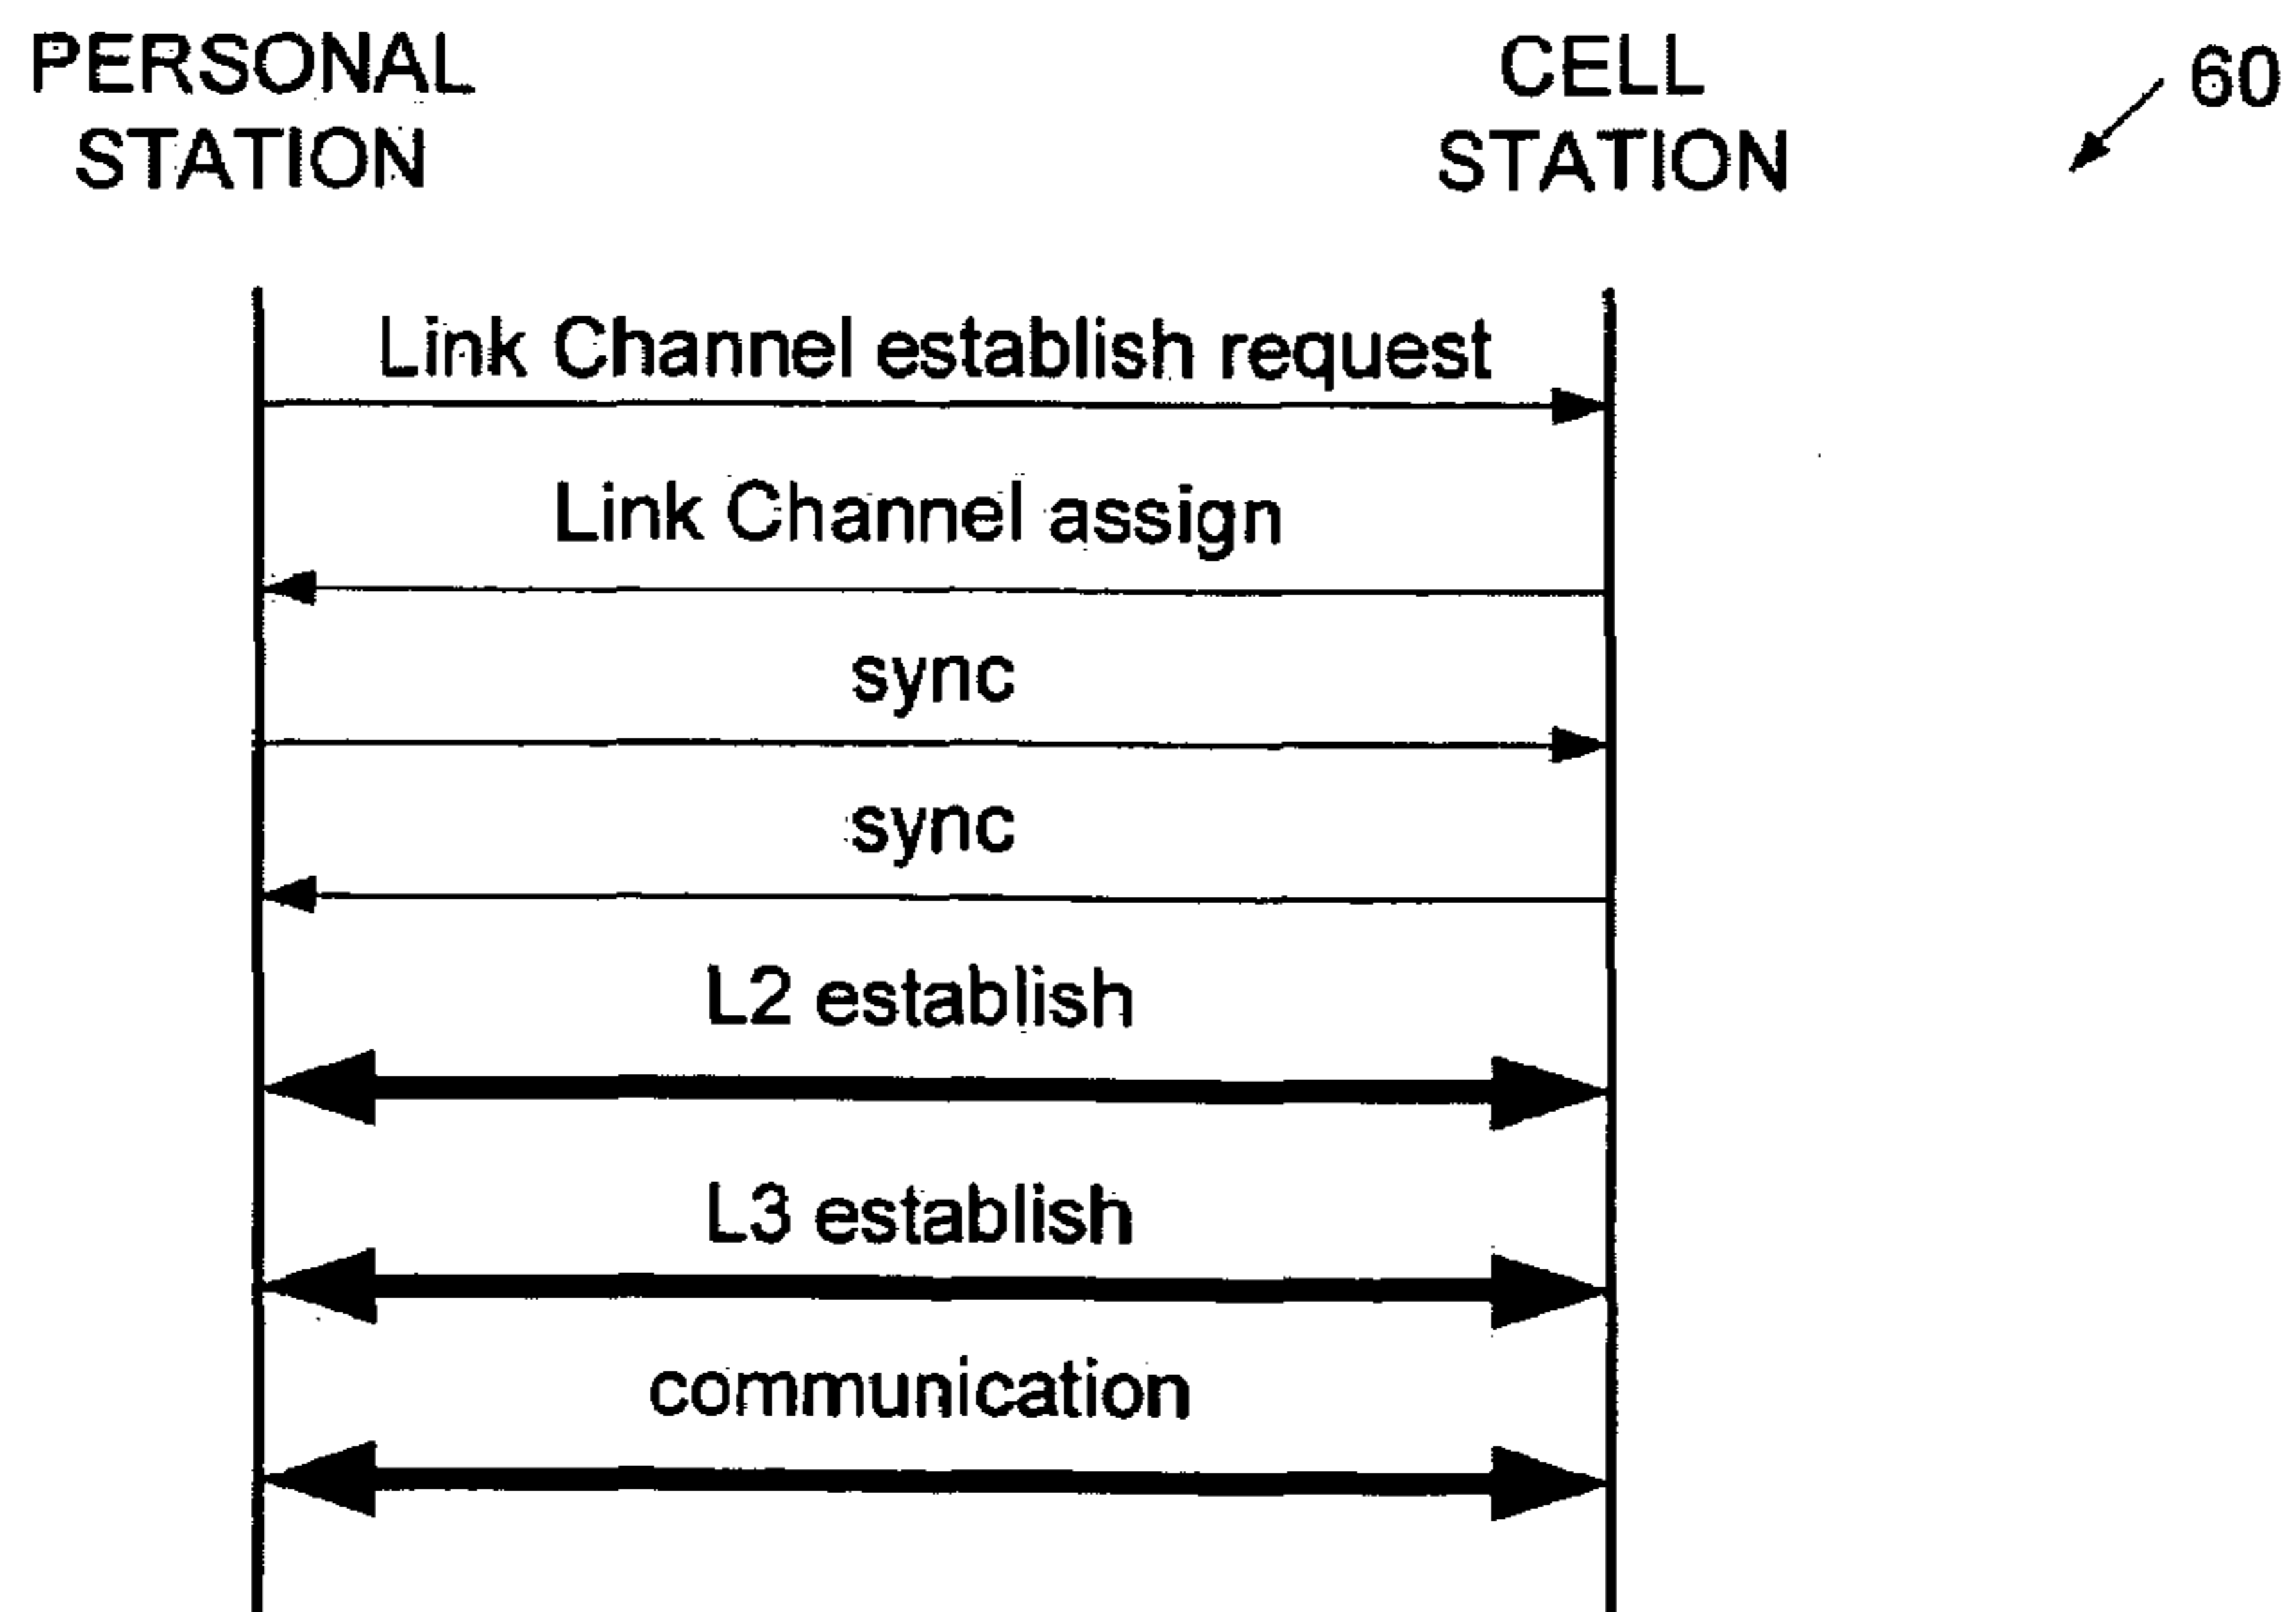 PERSONAL
STATION
CELL
STATION
60
Link Channel establish request
Link Channel assign
sync
sync
L2 establish
L3 establish
communication